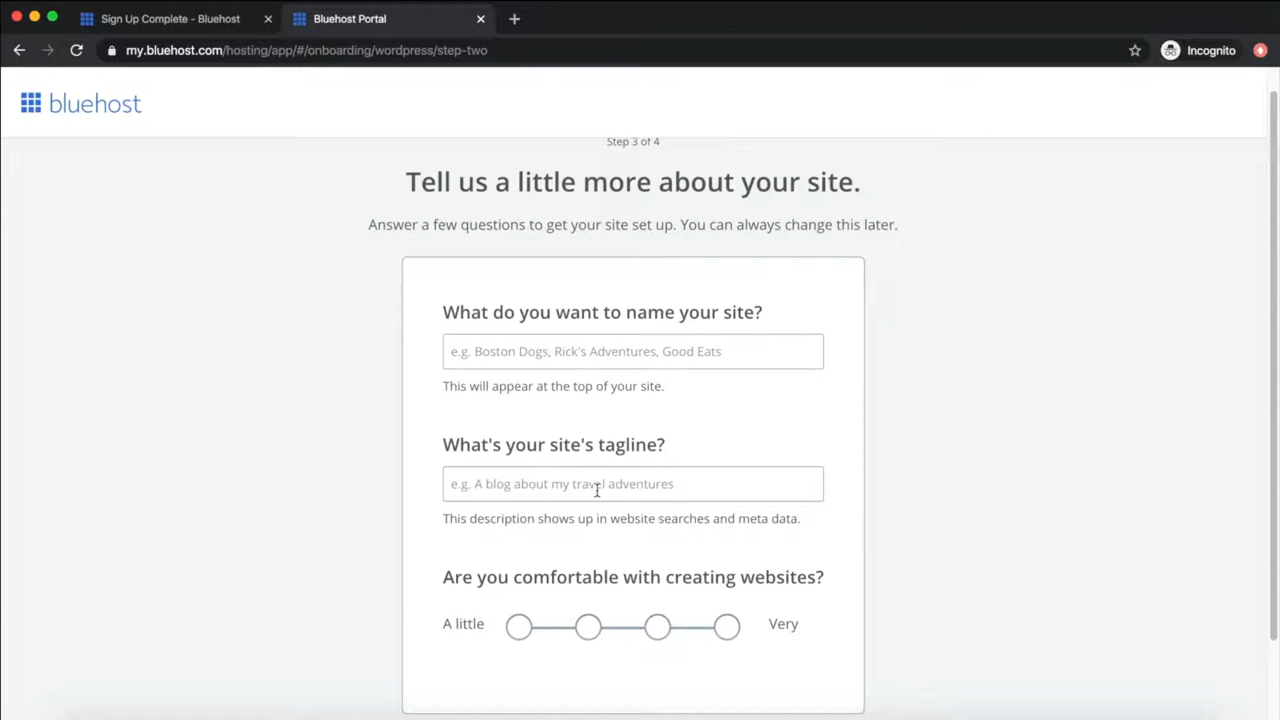 Sign Up Complete - Bluehost
Bluehost Portal
my.bluehost.com/hosting/app/#/onboarding/wordpress/step-two
Incognito
bluehost
Step 3 of 4
Tell us a little more about your site.
Answer a few questions to get your site set up. You can always change this later.
What do you want to name your site?
e.g. Boston Dogs, Rick's Adventures, Good Eats
This will appear at the top of your site.
What's your site's tagline?
e.g. A blog about my travel adventures
This description shows up in website searches and meta data.
Are you comfortable with creating websites?
A little
Very